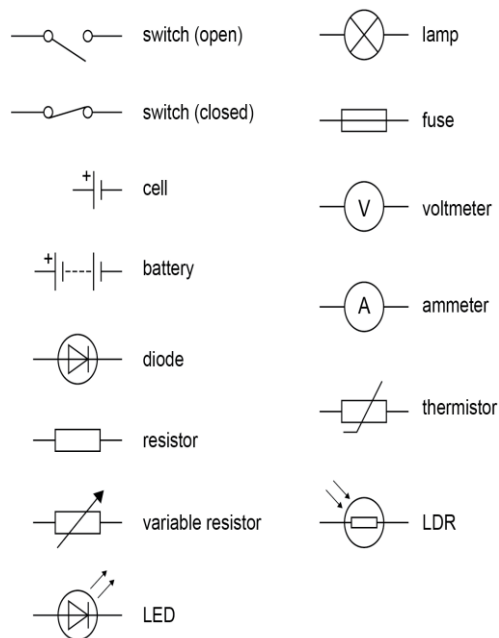 switch (open)
switch (closed)
+
cell
+
battery
diode
resistor
variable resistor
LED
lamp
fuse
V
voltmeter
A
ammeter
thermistor
LDR